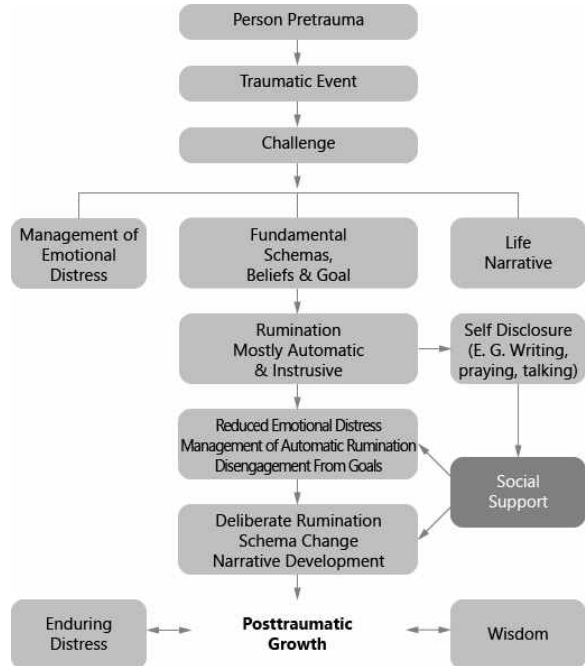 Person Pretrauma
Traumatic Event
Challenge
Management of
Emotional
Distress
Fundamental
Schemas,
Beliefs & Goal
Life
Narrative
Rumination
Mostly Automatic
& Instrusive
Self Disclosure
(E. G. Writing,
praying, talking)
Reduced Emotional Distress
Management of Automatic Rumination
Disengagement From Goals
Social
Support
Deliberate Rumination
Schema Change
Narrative Development
Enduring
Distress
Posttraumatic
Growth
Wisdom